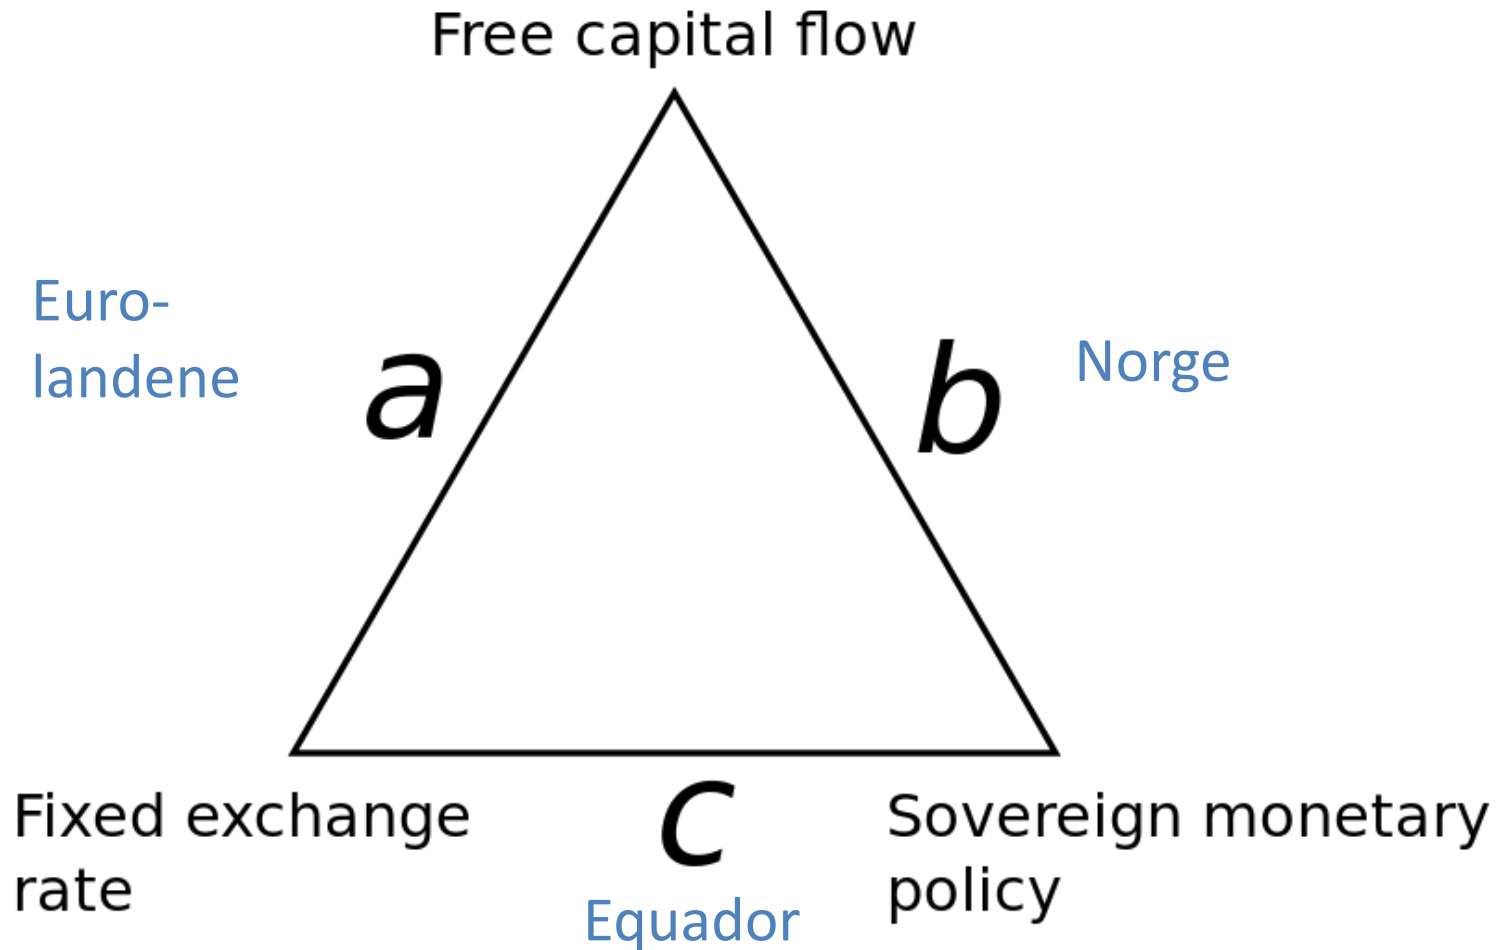 Free capital flow
Euro-
landene
a
b
Norge
Fixed exchange
rate
c
Sovereign monetary
policy
Equador